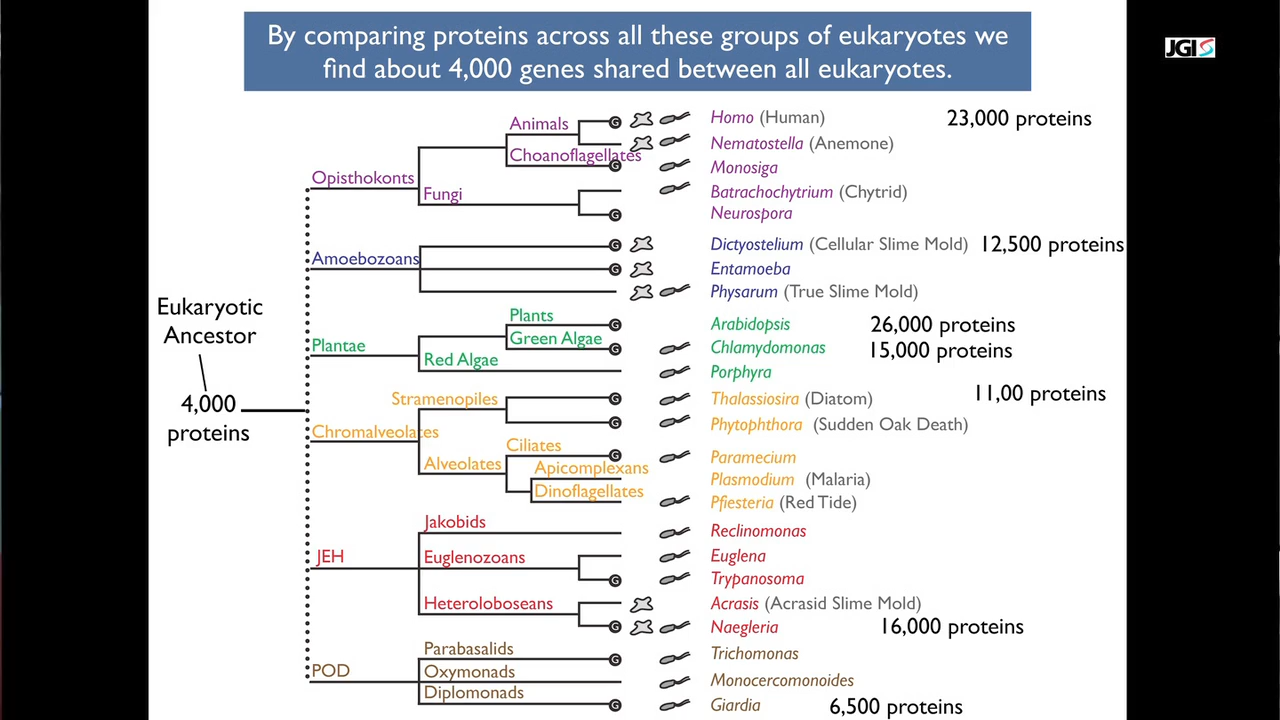 By comparing proteins across all these groups of eukaryotes we
find about 4,000 genes shared between all eukaryotes.
JGI
Animals
G
Homo (Human)
23,000 proteins
Nematostella (Anemone)
Choanoflagellates
G
Monosiga
Opisthokonts
Fungi
Batrachochytrium (Chytrid)
G
Neurospora
G
Dictyostelium (Cellular Slime Mold)
12,500 proteins
Amoebozoans
G
Entamoeba
Physarum (True Slime Mold)
Eukaryotic
Ancestor
4,000
proteins
Plants
G
Arabidopsis
26,000 proteins
Plantae
Green Algae
G
Chlamydomonas
15,000 proteins
Red Algae
Porphyra
Stramenopiles
G
Thalassiosira (Diatom)
11,00 proteins
G
Phytophthora (Sudden Oak Death)
Chromalveolates
Ciliates
G
Paramecium
Alveolates
Apicomplexans
Plasmodium (Malaria)
Dinoflagellates
Pfiesteria (Red Tide)
Jakobids
Reclinomonas
JEH
Euglenozoans
Euglena
G
Trypanosoma
Heteroloboseans
Acrasis (Acrasid Slime Mold)
G
Naegleria
16,000 proteins
Parabasalids
G
Trichomonas
POD
Oxymonads
Monocercomonoides
Diplomonads
G
Giardia
6,500 proteins